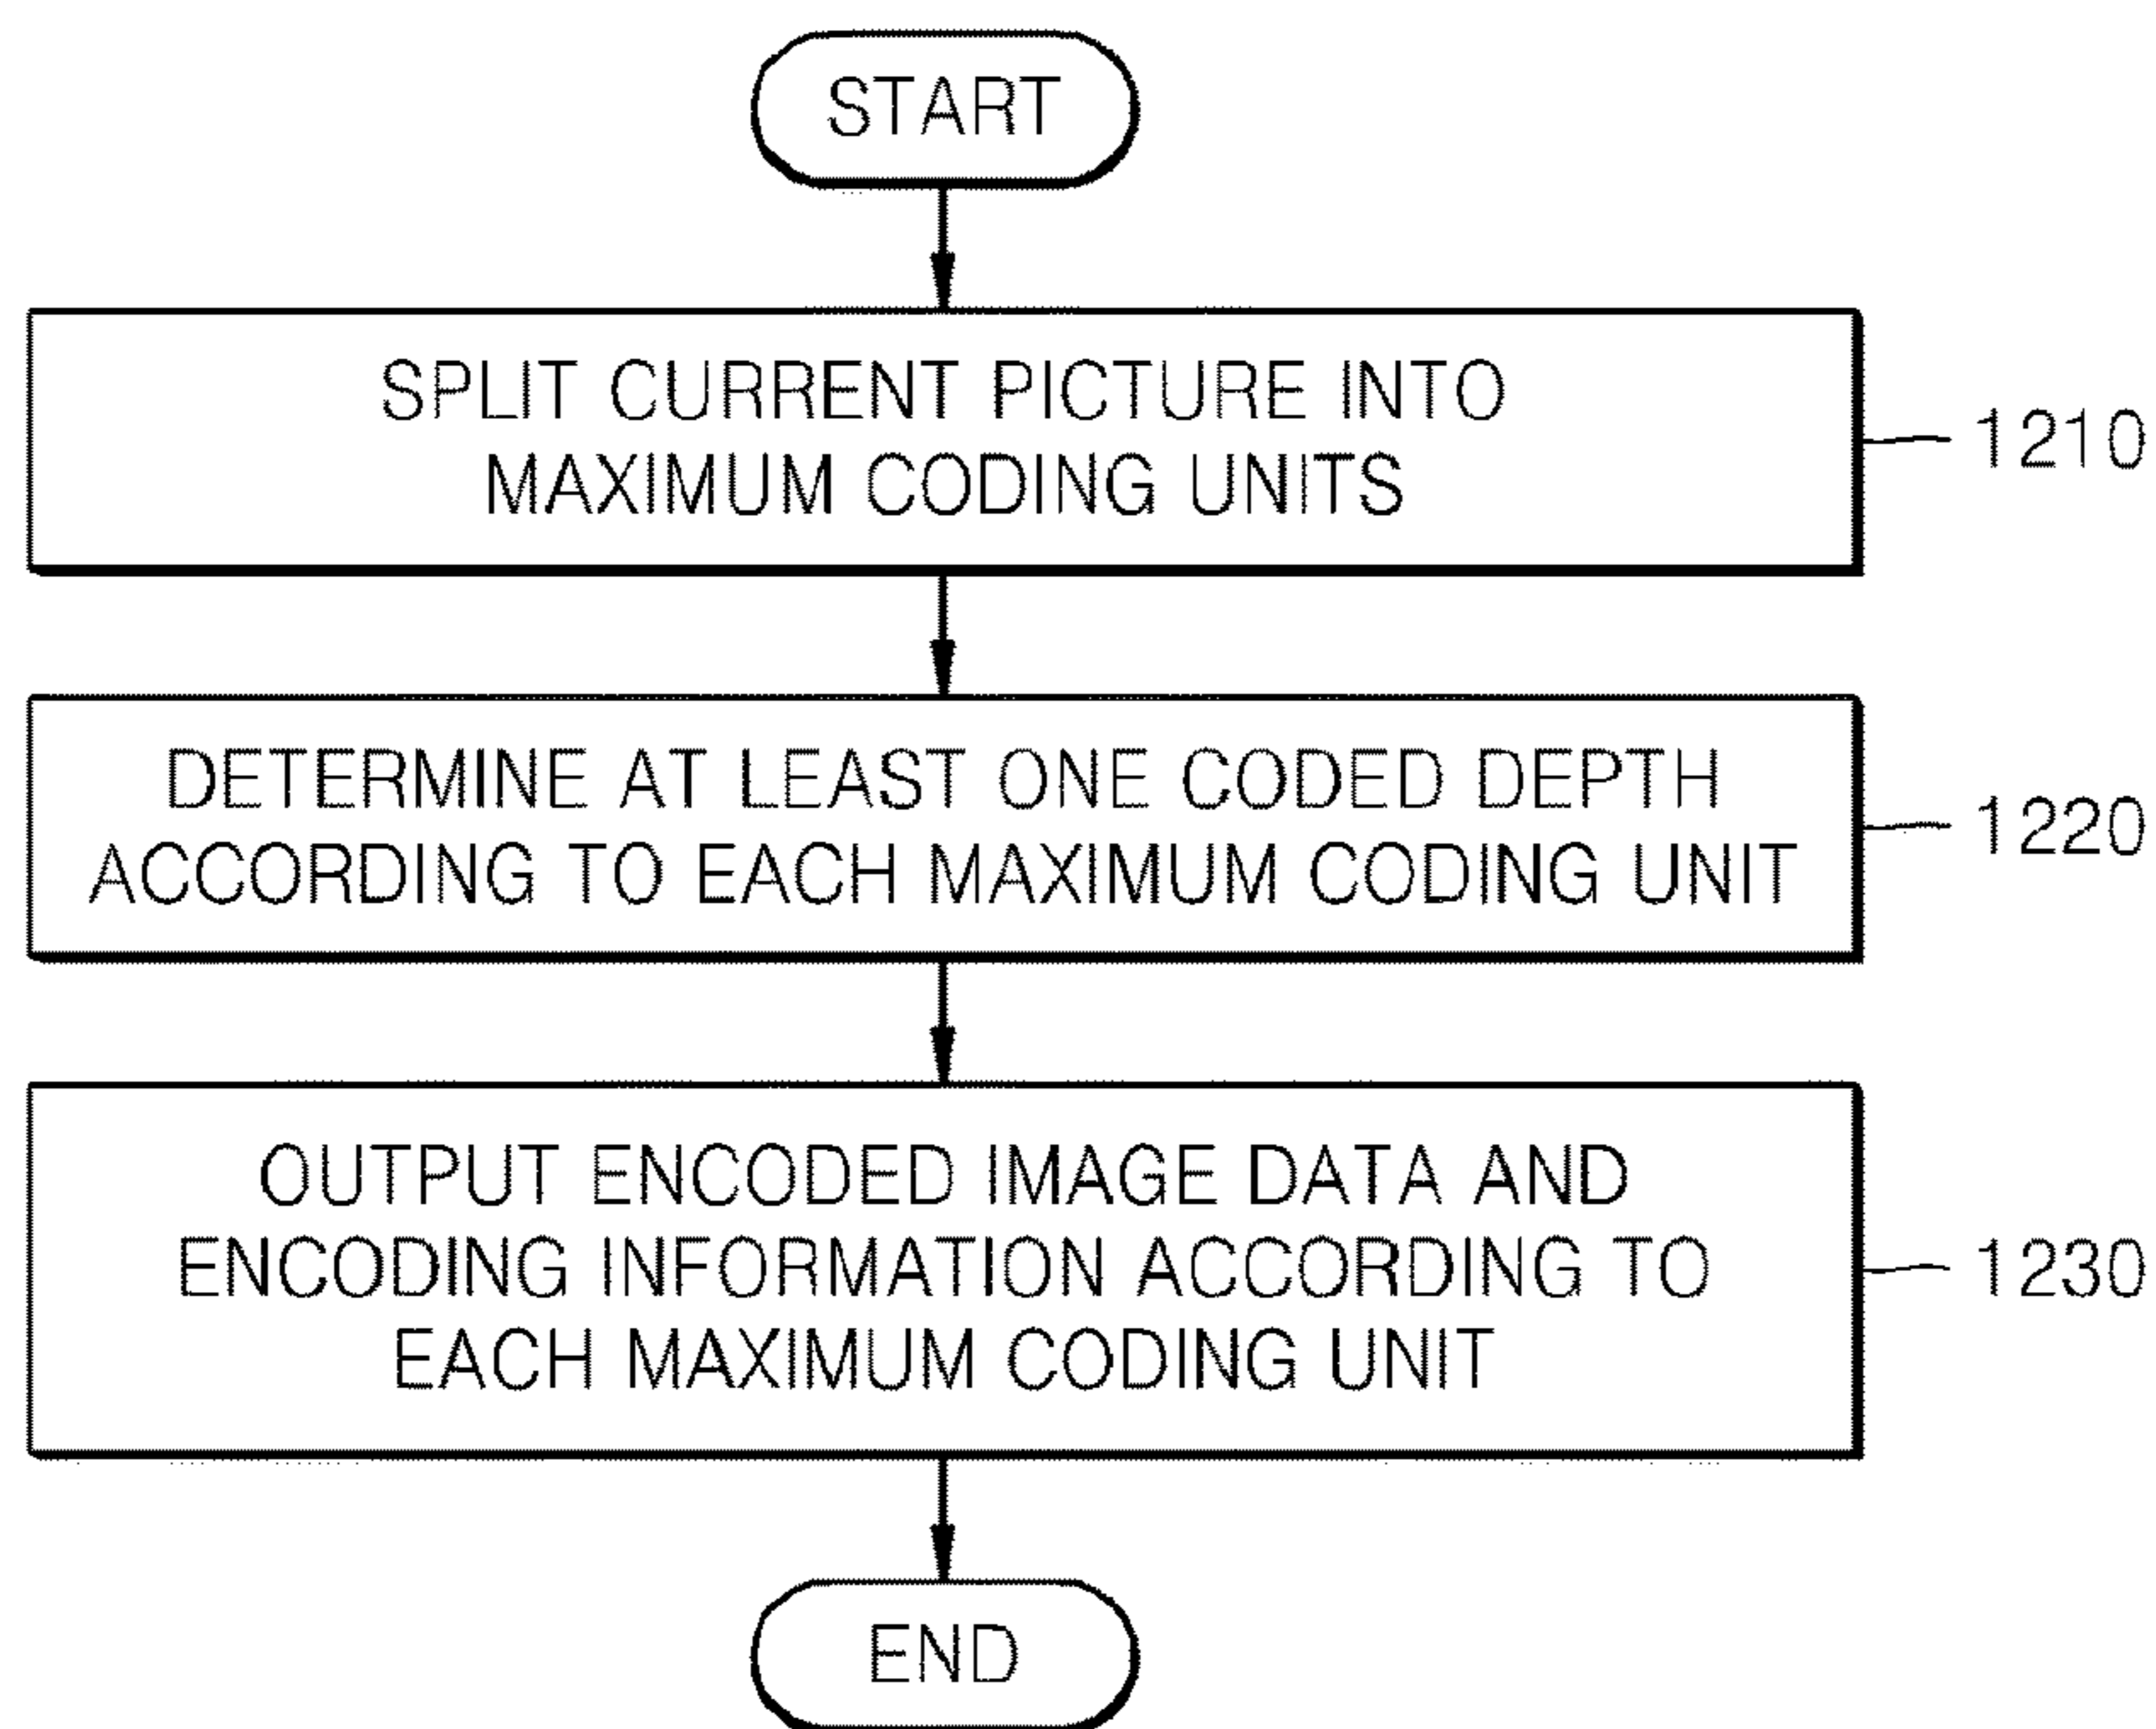 START
SPLIT CURRENT PICTURE INTO
MAXIMUM CODING UNITS
1210
DETERMINE AT LEAST ONE CODED DEPTH
ACCORDING TO EACH MAXIMUM CODING UNIT
1220
OUTPUT ENCODED IMAGE DATA AND
ENCODING INFORMATION ACCORDING TO
EACH MAXIMUM CODING UNIT
1230
END